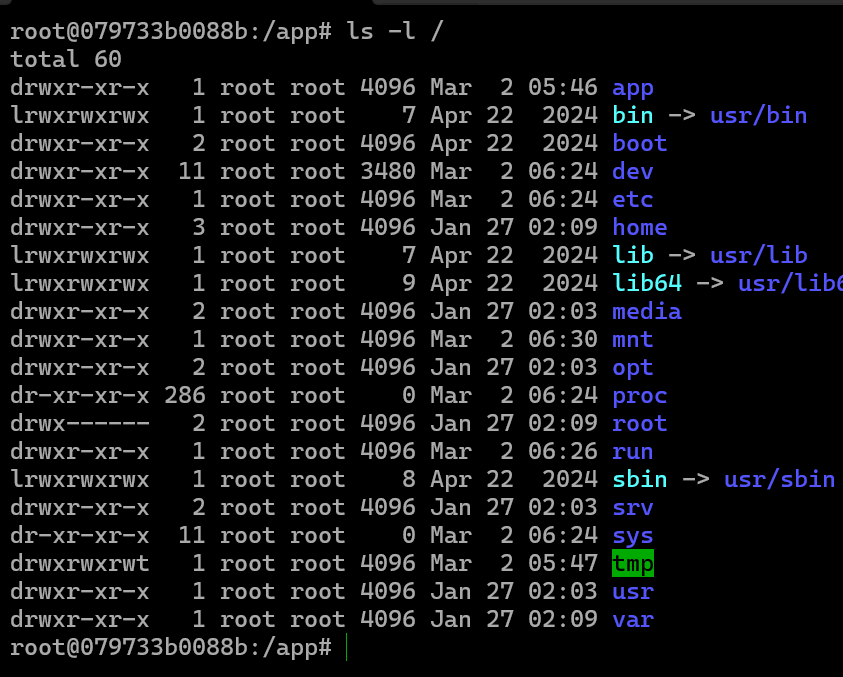 root@079733b0088b:/app# ls -l /
total 60
drwxr-xr-x   1 root root 4096 Mar  2 05:46 app
lrwxrwxrwx   1 root root    7 Apr 22  2024 bin -> usr/bin
drwxr-xr-x   2 root root 4096 Apr 22  2024 boot
drwxr-xr-x  11 root root 3480 Mar  2 06:24 dev
drwxr-xr-x   1 root root 4096 Mar  2 06:24 etc
drwxr-xr-x   3 root root 4096 Jan 27 02:09 home
lrwxrwxrwx   1 root root    7 Apr 22  2024 lib -> usr/lib
lrwxrwxrwx   1 root root    9 Apr 22  2024 lib64 -> usr/lib6
drwxr-xr-x   2 root root 4096 Jan 27 02:03 media
drwxr-xr-x   1 root root 4096 Mar  2 06:30 mnt
drwxr-xr-x   2 root root 4096 Jan 27 02:03 opt
dr-xr-xr-x 286 root root    0 Mar  2 06:24 proc
drwx------   2 root root 4096 Jan 27 02:09 root
drwxr-xr-x   1 root root 4096 Mar  2 06:26 run
lrwxrwxrwx   1 root root    8 Apr 22  2024 sbin -> usr/sbin
drwxr-xr-x   2 root root 4096 Jan 27 02:03 srv
dr-xr-xr-x  11 root root    0 Mar  2 06:24 sys
drwxrwxrwt   1 root root 4096 Mar  2 05:47 tmp
drwxr-xr-x   1 root root 4096 Jan 27 02:03 usr
drwxr-xr-x   1 root root 4096 Jan 27 02:09 var
root@079733b0088b:/app#